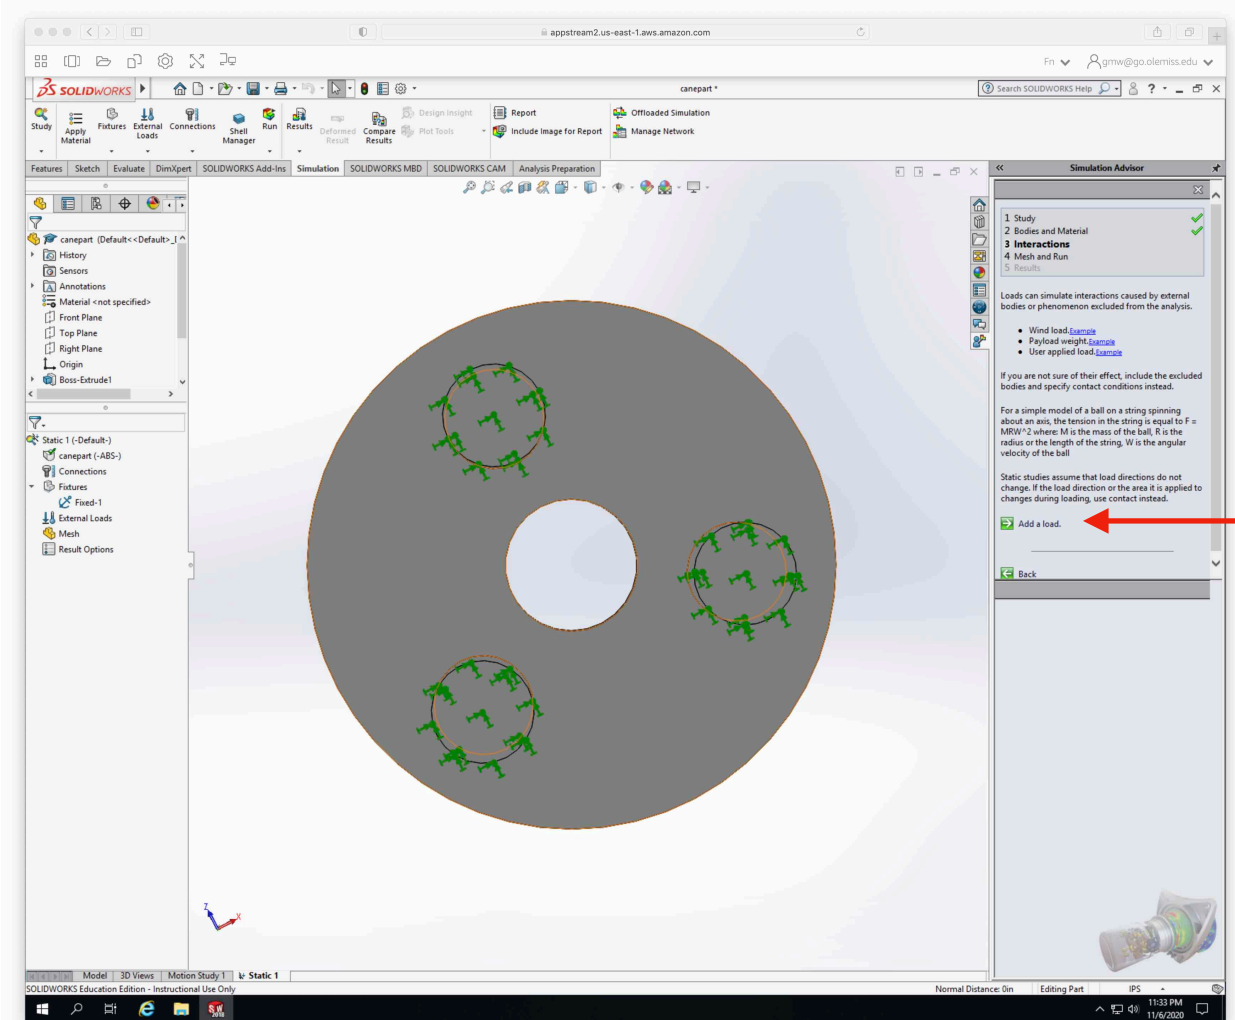 appstream2.us-east-1.aws.amazon.com
Fn
gmw@go.olemiss.edu
SOLIDWORKS
canepart *
Search SOLIDWORKS Help
Study
Apply Material
Fixtures
External Loads
Connections
Shell Manager
Run
Results
Deformed Result
Compare Results
Design Insight
Plot Tools
Report
Include Image for Report
Offloaded Simulation
Manage Network
Features
Sketch
Evaluate
DimXpert
SOLIDWORKS Add-Ins
Simulation
SOLIDWORKS MBD
SOLIDWORKS CAM
Analysis Preparation
Simulation Advisor
canepart (Default<<Default>_
History
Sensors
Annotations
Material <not specified>
Front Plane
Top Plane
Right Plane
Origin
Boss-Extrude1
Static 1 (-Default-)
canepart (-ABS-)
Connections
Fixtures
Fixed-1
External Loads
Mesh
Result Options
1 Study
2 Bodies and Material
3 Interactions
4 Mesh and Run
5 Results
Loads can simulate interactions caused by external
bodies or phenomenon excluded from the analysis.
• Wind load.Example
• Payload weight.Example
• User applied load.Example
If you are not sure of their effect, include the excluded
bodies and specify contact conditions instead.
For a simple model of a ball on a string spinning
about an axis, the tension in the string is equal to F =
MRW^2 where: M is the mass of the ball, R is the
radius or the length of the string, W is the angular
velocity of the ball
Static studies assume that load directions do not
change. If the load direction or the area it is applied to
changes during loading, use contact instead.
Add a load.
Back
Z
X
Model
3D Views
Motion Study 1
Static 1
SOLIDWORKS Education Edition - Instructional Use Only
Normal Distance: 0in
Editing Part
IPS
SW
2018
11:33 PM
11/6/2020